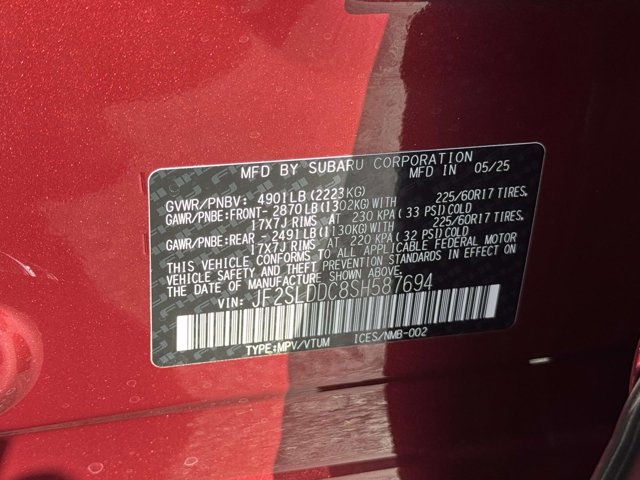 MFD BY SUBARU CORPORATION
MFD IN 05/25
GVWR/PNBV: 4901LB(2223KG)
GAWR/PNBE:FRONT-2870LB(1302KG)WITH 225/60R17 TIRES.
17X7J RIMS AT 230 KPA(33 PSI)COLD
GAWR/PNBE:REAR-2491LB(1130KG)WITH 225/60R17 TIRES.
17X7J RIMS AT 220 KPA(32 PSI)COLD
THIS VEHICLE CONFORMS TO ALL APPLICABLE FEDERAL MOTOR
VEHICLE SAFETY AND THEFT PREVENTION STANDARDS IN EFFECT ON
THE DATE OF MANUFACTURE SHOWN ABOVE.
VIN: JF2SLDDC8SH587694
TYPE:MPV/VTUM ICES/NMB-002